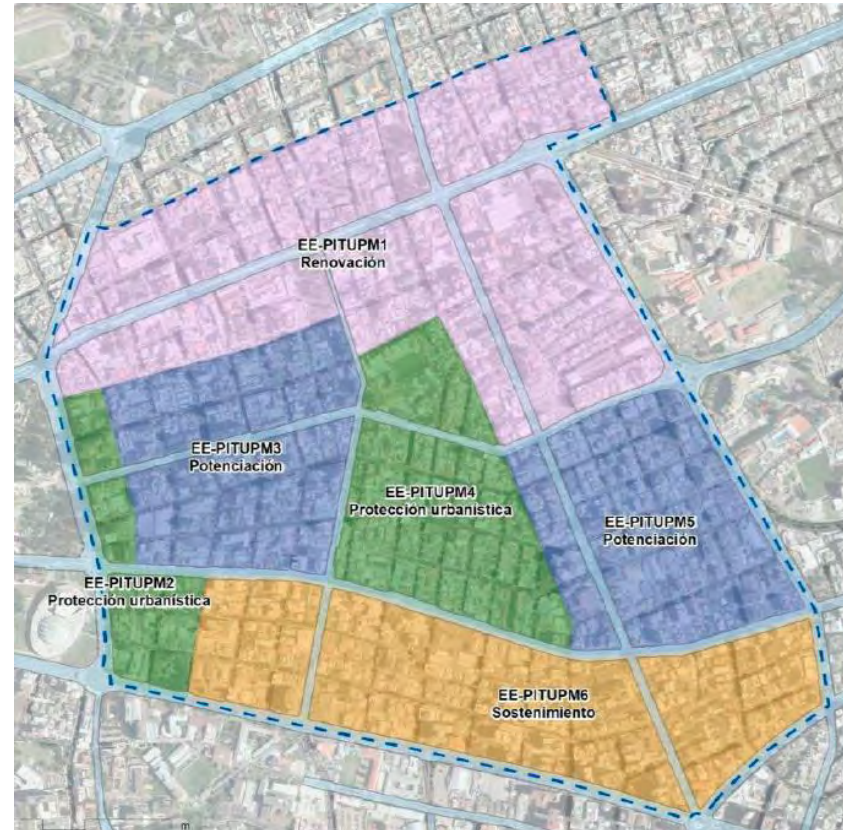 EE-PITUPM1
Renovación
EE-PITUPM3
Potenciación
EE-PITUPM4
Protección urbanística
EE-PITUPM5
Potenciación
EE-PITUPM2
Protección urbanística
EE-PITUPM6
Sostenimiento
m